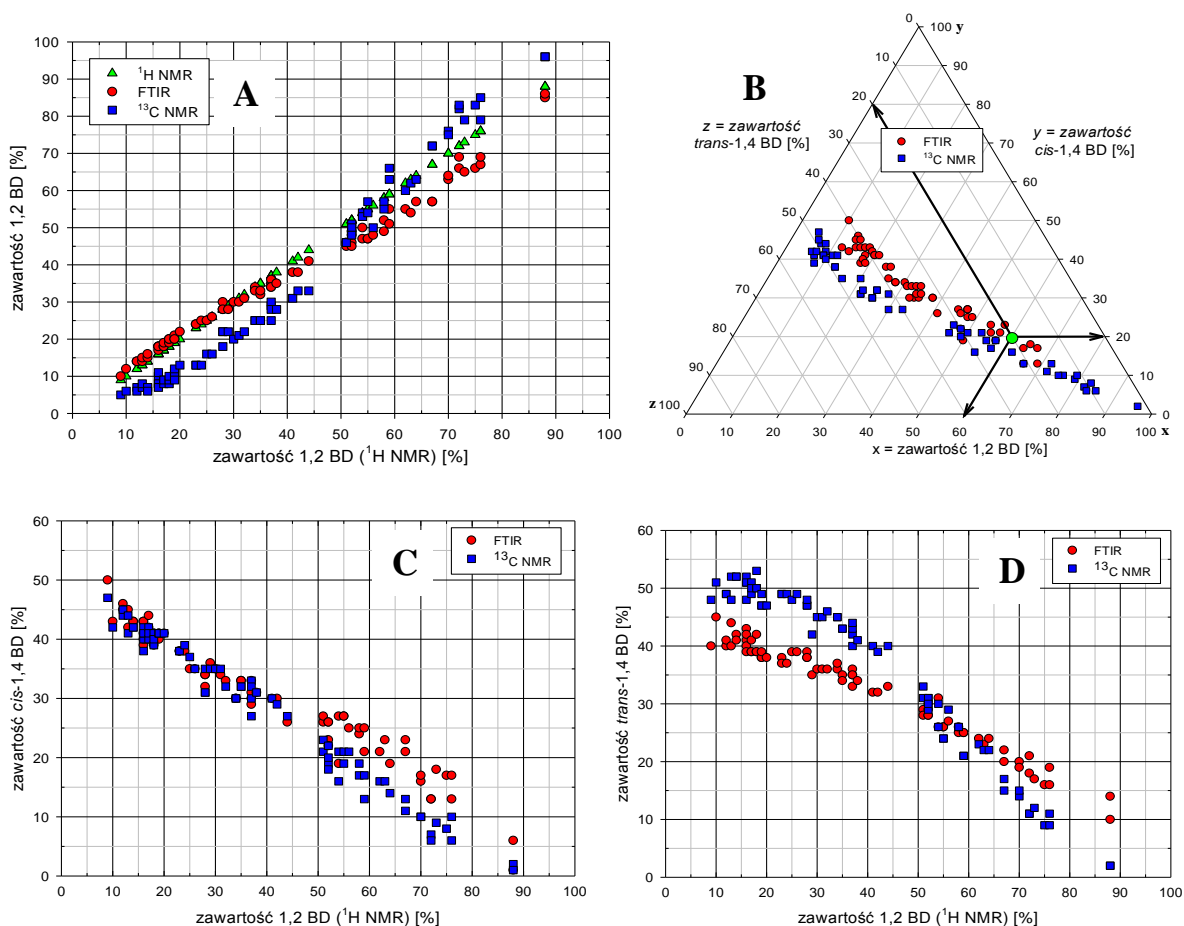 A
¹H NMR
FTIR
¹³C NMR
zawartość 1,2 BD [%]
100
90
80
70
60
50
40
30
20
10
0
0 10 20 30 40 50 60 70 80 90 100
zawartość 1,2 BD (¹H NMR) [%]
B
0
100 y
10
90
20
80
z = zawartość
trans-1,4 BD [%]
y = zawartość
cis-1,4 BD [%]
FTIR
¹³C NMR
30
70
40
60
50
50
60
40
70
30
80
20
90
10
z 100
0
x
0 10 20 30 40 50 60 70 80 90 100
x = zawartość 1,2 BD [%]
C
FTIR
¹³C NMR
zawartość cis-1,4 BD [%]
60
50
40
30
20
10
0
0 10 20 30 40 50 60 70 80 90 100
zawartość 1,2 BD (¹H NMR) [%]
D
FTIR
¹³C NMR
zawartość trans-1,4 BD [%]
60
50
40
30
20
10
0
0 10 20 30 40 50 60 70 80 90 100
zawartość 1,2 BD (¹H NMR) [%]